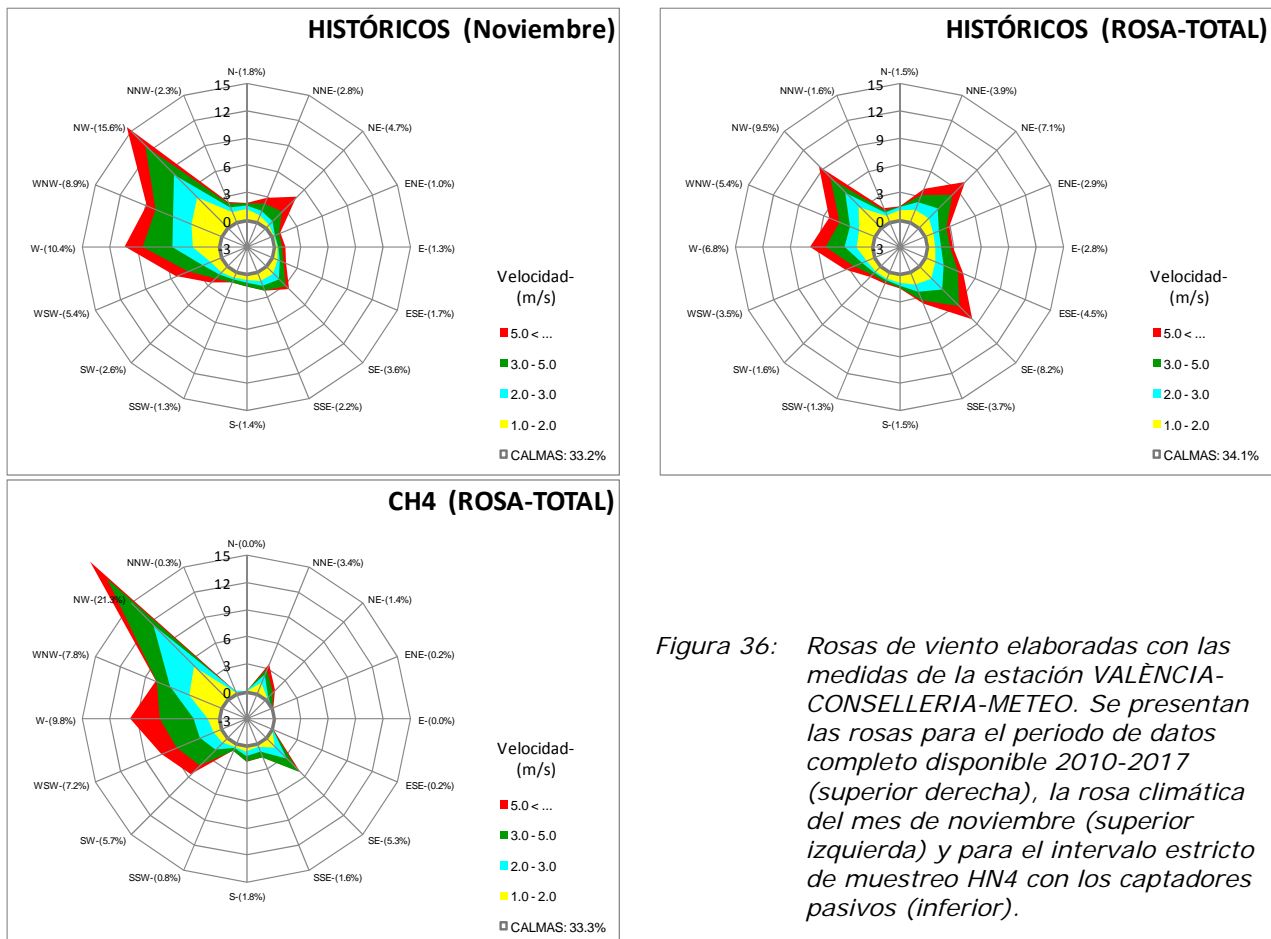 HISTÓRICOS (Noviembre)
N-(1.8%)
NNW-(2.3%)
NNE-(2.8%)
NW-(15.6%)
NE-(4.7%)
WNW-(8.9%)
ENE-(1.0%)
W-(10.4%)
E-(1.3%)
WSW-(5.4%)
ESE-(1.7%)
SW-(2.6%)
SE-(3.6%)
SSW-(1.3%)
SSE-(2.2%)
S-(1.4%)
15
12
9
6
3
0
-3
Velocidad-
(m/s)
5.0 < ...
3.0 - 5.0
2.0 - 3.0
1.0 - 2.0
CALMAS: 33.2%
HISTÓRICOS (ROSA-TOTAL)
N-(1.5%)
NNW-(1.6%)
NNE-(3.9%)
NW-(9.5%)
NE-(7.1%)
WNW-(5.4%)
ENE-(2.9%)
W-(6.8%)
E-(2.8%)
WSW-(3.5%)
ESE-(4.5%)
SW-(1.6%)
SE-(8.2%)
SSW-(1.3%)
SSE-(3.7%)
S-(1.5%)
15
12
9
6
3
0
-3
Velocidad-
(m/s)
5.0 < ...
3.0 - 5.0
2.0 - 3.0
1.0 - 2.0
CALMAS: 34.1%
CH4 (ROSA-TOTAL)
N-(0.0%)
NNW-(0.3%)
NNE-(3.4%)
NW-(21.3%)
NE-(1.4%)
WNW-(7.8%)
ENE-(0.2%)
W-(9.8%)
E-(0.0%)
WSW-(7.2%)
ESE-(0.2%)
SW-(5.7%)
SE-(5.3%)
SSW-(0.8%)
SSE-(1.6%)
S-(1.8%)
15
12
9
6
3
0
-3
Velocidad-
(m/s)
5.0 < ...
3.0 - 5.0
2.0 - 3.0
1.0 - 2.0
CALMAS: 33.3%
Figura 36: Rosas de viento elaboradas con las
medidas de la estación VALÈNCIA-
CONSELLERIA-METEO. Se presentan
las rosas para el periodo de datos
completo disponible 2010-2017
(superior derecha), la rosa climática
del mes de noviembre (superior
izquierda) y para el intervalo estricto
de muestreo HN4 con los captadores
pasivos (inferior).